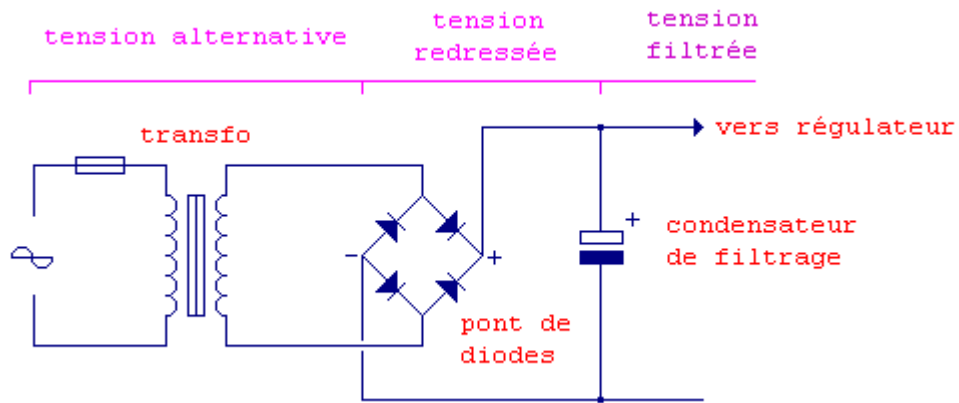 tension alternative
tension
redressée
tension
filtrée
transfo
vers régulateur
+
condensateur
de filtrage
-
+
pont de
diodes